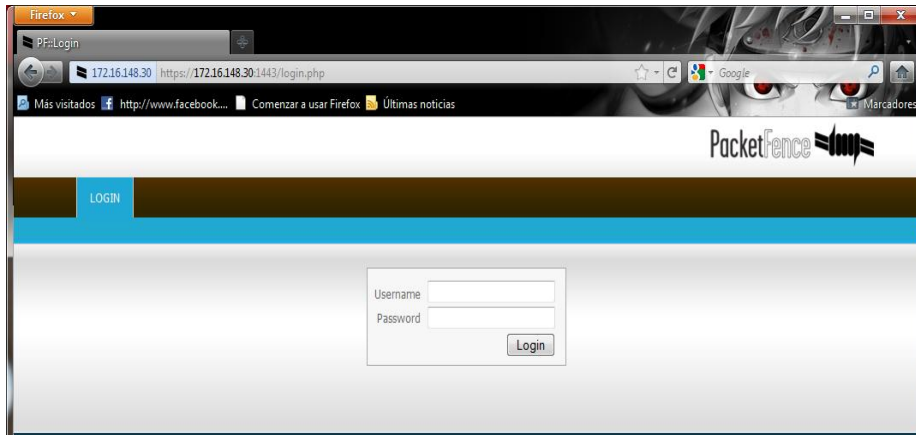 Firefox
PF::Login
172.16.148.30 https://172.16.148.30:1443/login.php
Google
Más visitados http://www.facebook.... Comenzar a usar Firefox Últimas noticias Marcadores
PacketFence
LOGIN
Username
Password
Login